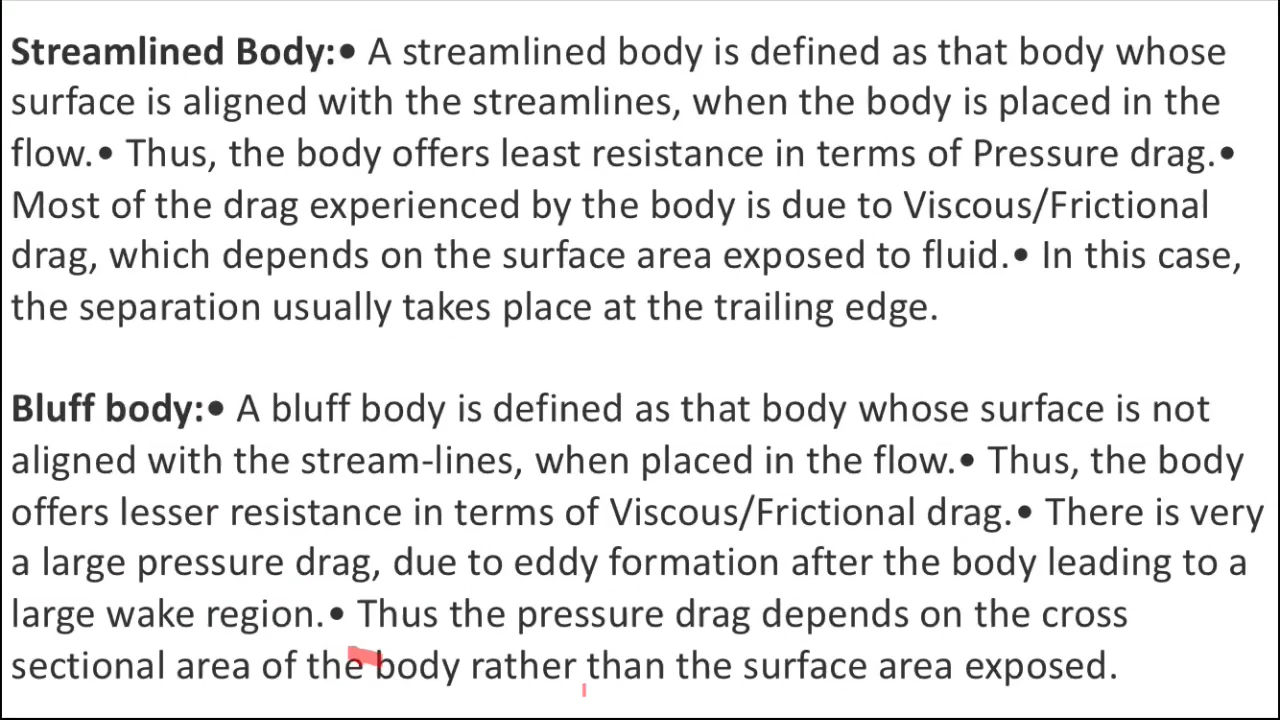 Streamlined Body:• A streamlined body is defined as that body whose
surface is aligned with the streamlines, when the body is placed in the
flow.• Thus, the body offers least resistance in terms of Pressure drag.•
Most of the drag experienced by the body is due to Viscous/Frictional
drag, which depends on the surface area exposed to fluid.• In this case,
the separation usually takes place at the trailing edge.
Bluff body:• A bluff body is defined as that body whose surface is not
aligned with the stream-lines, when placed in the flow.• Thus, the body
offers lesser resistance in terms of Viscous/Frictional drag.• There is very
a large pressure drag, due to eddy formation after the body leading to a
large wake region.• Thus the pressure drag depends on the cross
sectional area of the body rather than the surface area exposed.